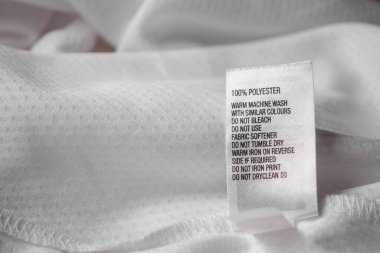 100% POLYESTER
WARM MACHINE WASH
WITH SIMILAR COLOURS
DO NOT BLEACH
DO NOT USE
FABRIC SOFTENER
DO NOT TUMBLE DRY
WARM IRON ON REVERSE
SIDE IF REQUIRED
DO NOT IRON PRINT
DO NOT DRYCLEAN ☒